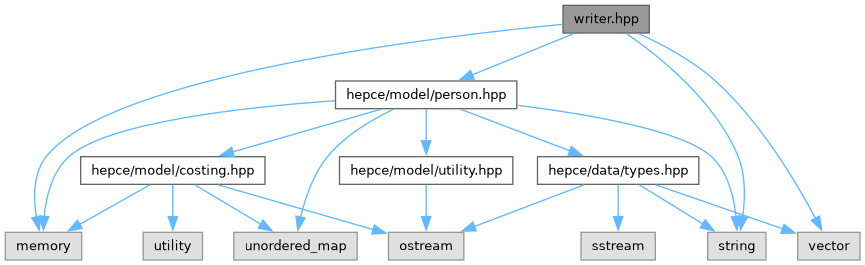 writer.hpp
hepce/model/person.hpp
hepce/model/costing.hpp
hepce/model/utility.hpp
hepce/data/types.hpp
memory
utility
unordered_map
ostream
sstream
string
vector